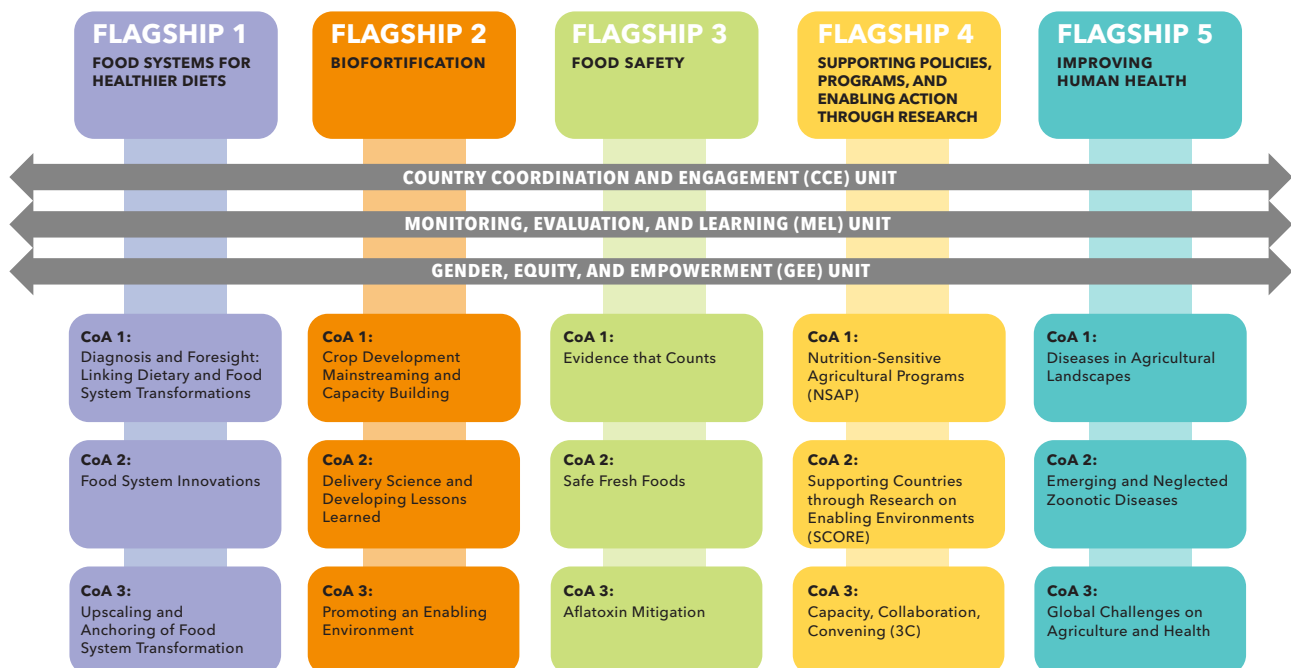 FLAGSHIP 1
FOOD SYSTEMS FOR
HEALTHIER DIETS
FLAGSHIP 2
BIOFORTIFICATION
FLAGSHIP 3
FOOD SAFETY
FLAGSHIP 4
SUPPORTING POLICIES,
PROGRAMS, AND
ENABLING ACTION
THROUGH RESEARCH
FLAGSHIP 5
IMPROVING
HUMAN HEALTH
COUNTRY COORDINATION AND ENGAGEMENT (CCE) UNIT
MONITORING, EVALUATION, AND LEARNING (MEL) UNIT
GENDER, EQUITY, AND EMPOWERMENT (GEE) UNIT
CoA 1:
Diagnosis and Foresight:
Linking Dietary and Food
System Transformations
CoA 1:
Crop Development
Mainstreaming and
Capacity Building
CoA 1:
Evidence that Counts
CoA 1:
Nutrition-Sensitive
Agricultural Programs
(NSAP)
CoA 1:
Diseases in Agricultural
Landscapes
CoA 2:
Food System Innovations
CoA 2:
Delivery Science and
Developing Lessons
Learned
CoA 2:
Safe Fresh Foods
CoA 2:
Supporting Countries
through Research on
Enabling Environments
(SCORE)
CoA 2:
Emerging and Neglected
Zoonotic Diseases
CoA 3:
Upscaling and
Anchoring of Food
System Transformation
CoA 3:
Promoting an Enabling
Environment
CoA 3:
Aflatoxin Mitigation
CoA 3:
Capacity, Collaboration,
Convening (3C)
CoA 3:
Global Challenges on
Agriculture and Health